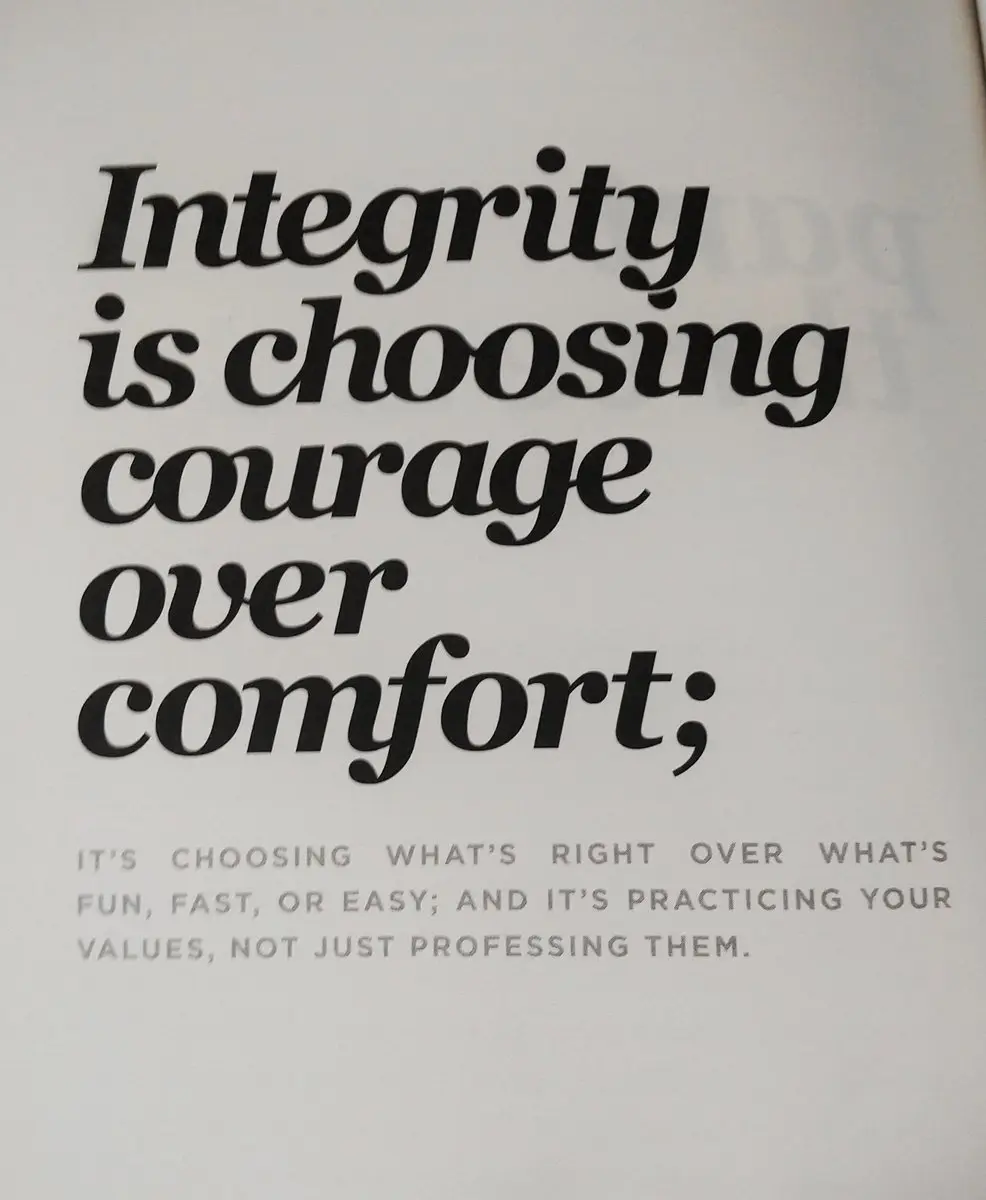 Integrity
is choosing
courage
over
comfort;
IT'S CHOOSING WHAT'S RIGHT OVER WHAT'S
FUN, FAST, OR EASY; AND IT'S PRACTICING YOUR
VALUES, NOT JUST PROFESSING THEM.